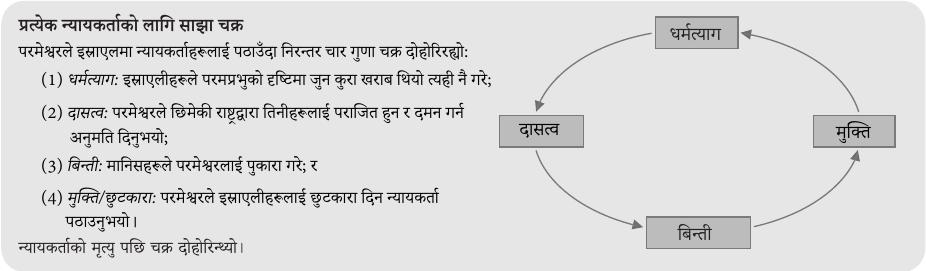 प्रत्येक न्यायकर्ताको लागि साझा चक्र
परमेश्वरले इस्राएलमा न्यायकर्ताहरूलाई पठाउँदा निरन्तर चार गुणा चक्र दोहोरिरह्यो:
(1) धर्मत्याग: इस्राएलीहरूले परमप्रभुको दृष्टिमा जुन कुरा खराब थियो त्यही नै गरे;
(2) दासत्व: परमेश्वरले छिमेकी राष्ट्रद्वारा तिनीहरूलाई पराजित हुन र दमन गर्न
अनुमति दिनुभयो;
(3) बिन्ती: मानिसहरूले परमेश्वरलाई पुकारा गरे; र
(4) मुक्ति/छुटकारा: परमेश्वरले इस्राएलीहरूलाई छुटकारा दिन न्यायकर्ता
पठाउनुभयो।
न्यायकर्ताको मृत्यु पछि चक्र दोहोरिन्थ्यो।
धर्मत्याग
दासत्व
मुक्ति
बिन्ती